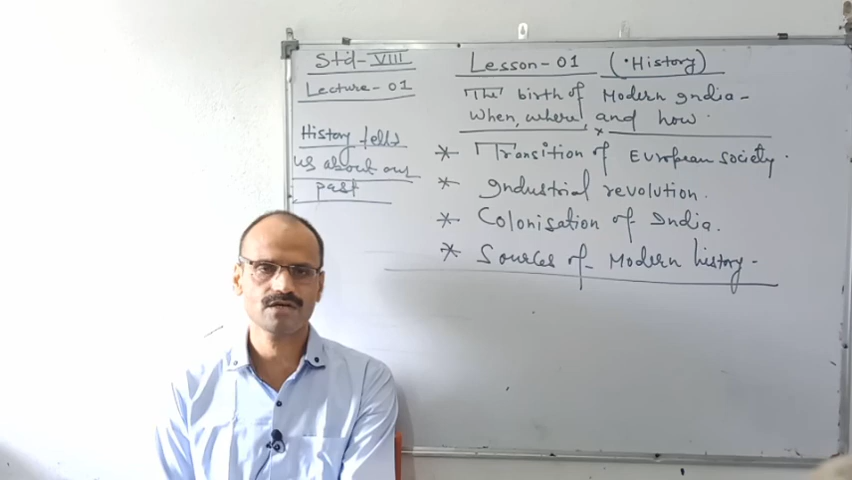 Std-VIII
Lecture-01
History tells
us about our
past
Lesson-01 (•History)
The birth of Modern India-
When, where, and how.
* Transition of European society.
* Industrial revolution.
* Colonisation of India.
* Sources of Modern history-